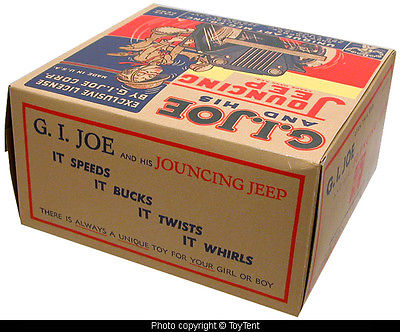 G.I. JOE
AND HIS
JOUNCING
JEEP
EXCLUSIVE LICENSE
BY G.I. JOE CORP.
MADE IN U.S.A.
G. I. JOE AND HIS JOUNCING JEEP
IT SPEEDS
IT BUCKS
IT TWISTS
IT WHIRLS
THERE IS ALWAYS A UNIQUE TOY FOR YOUR GIRL OR BOY
G. I. JOE
Photo copyright of ToyTent